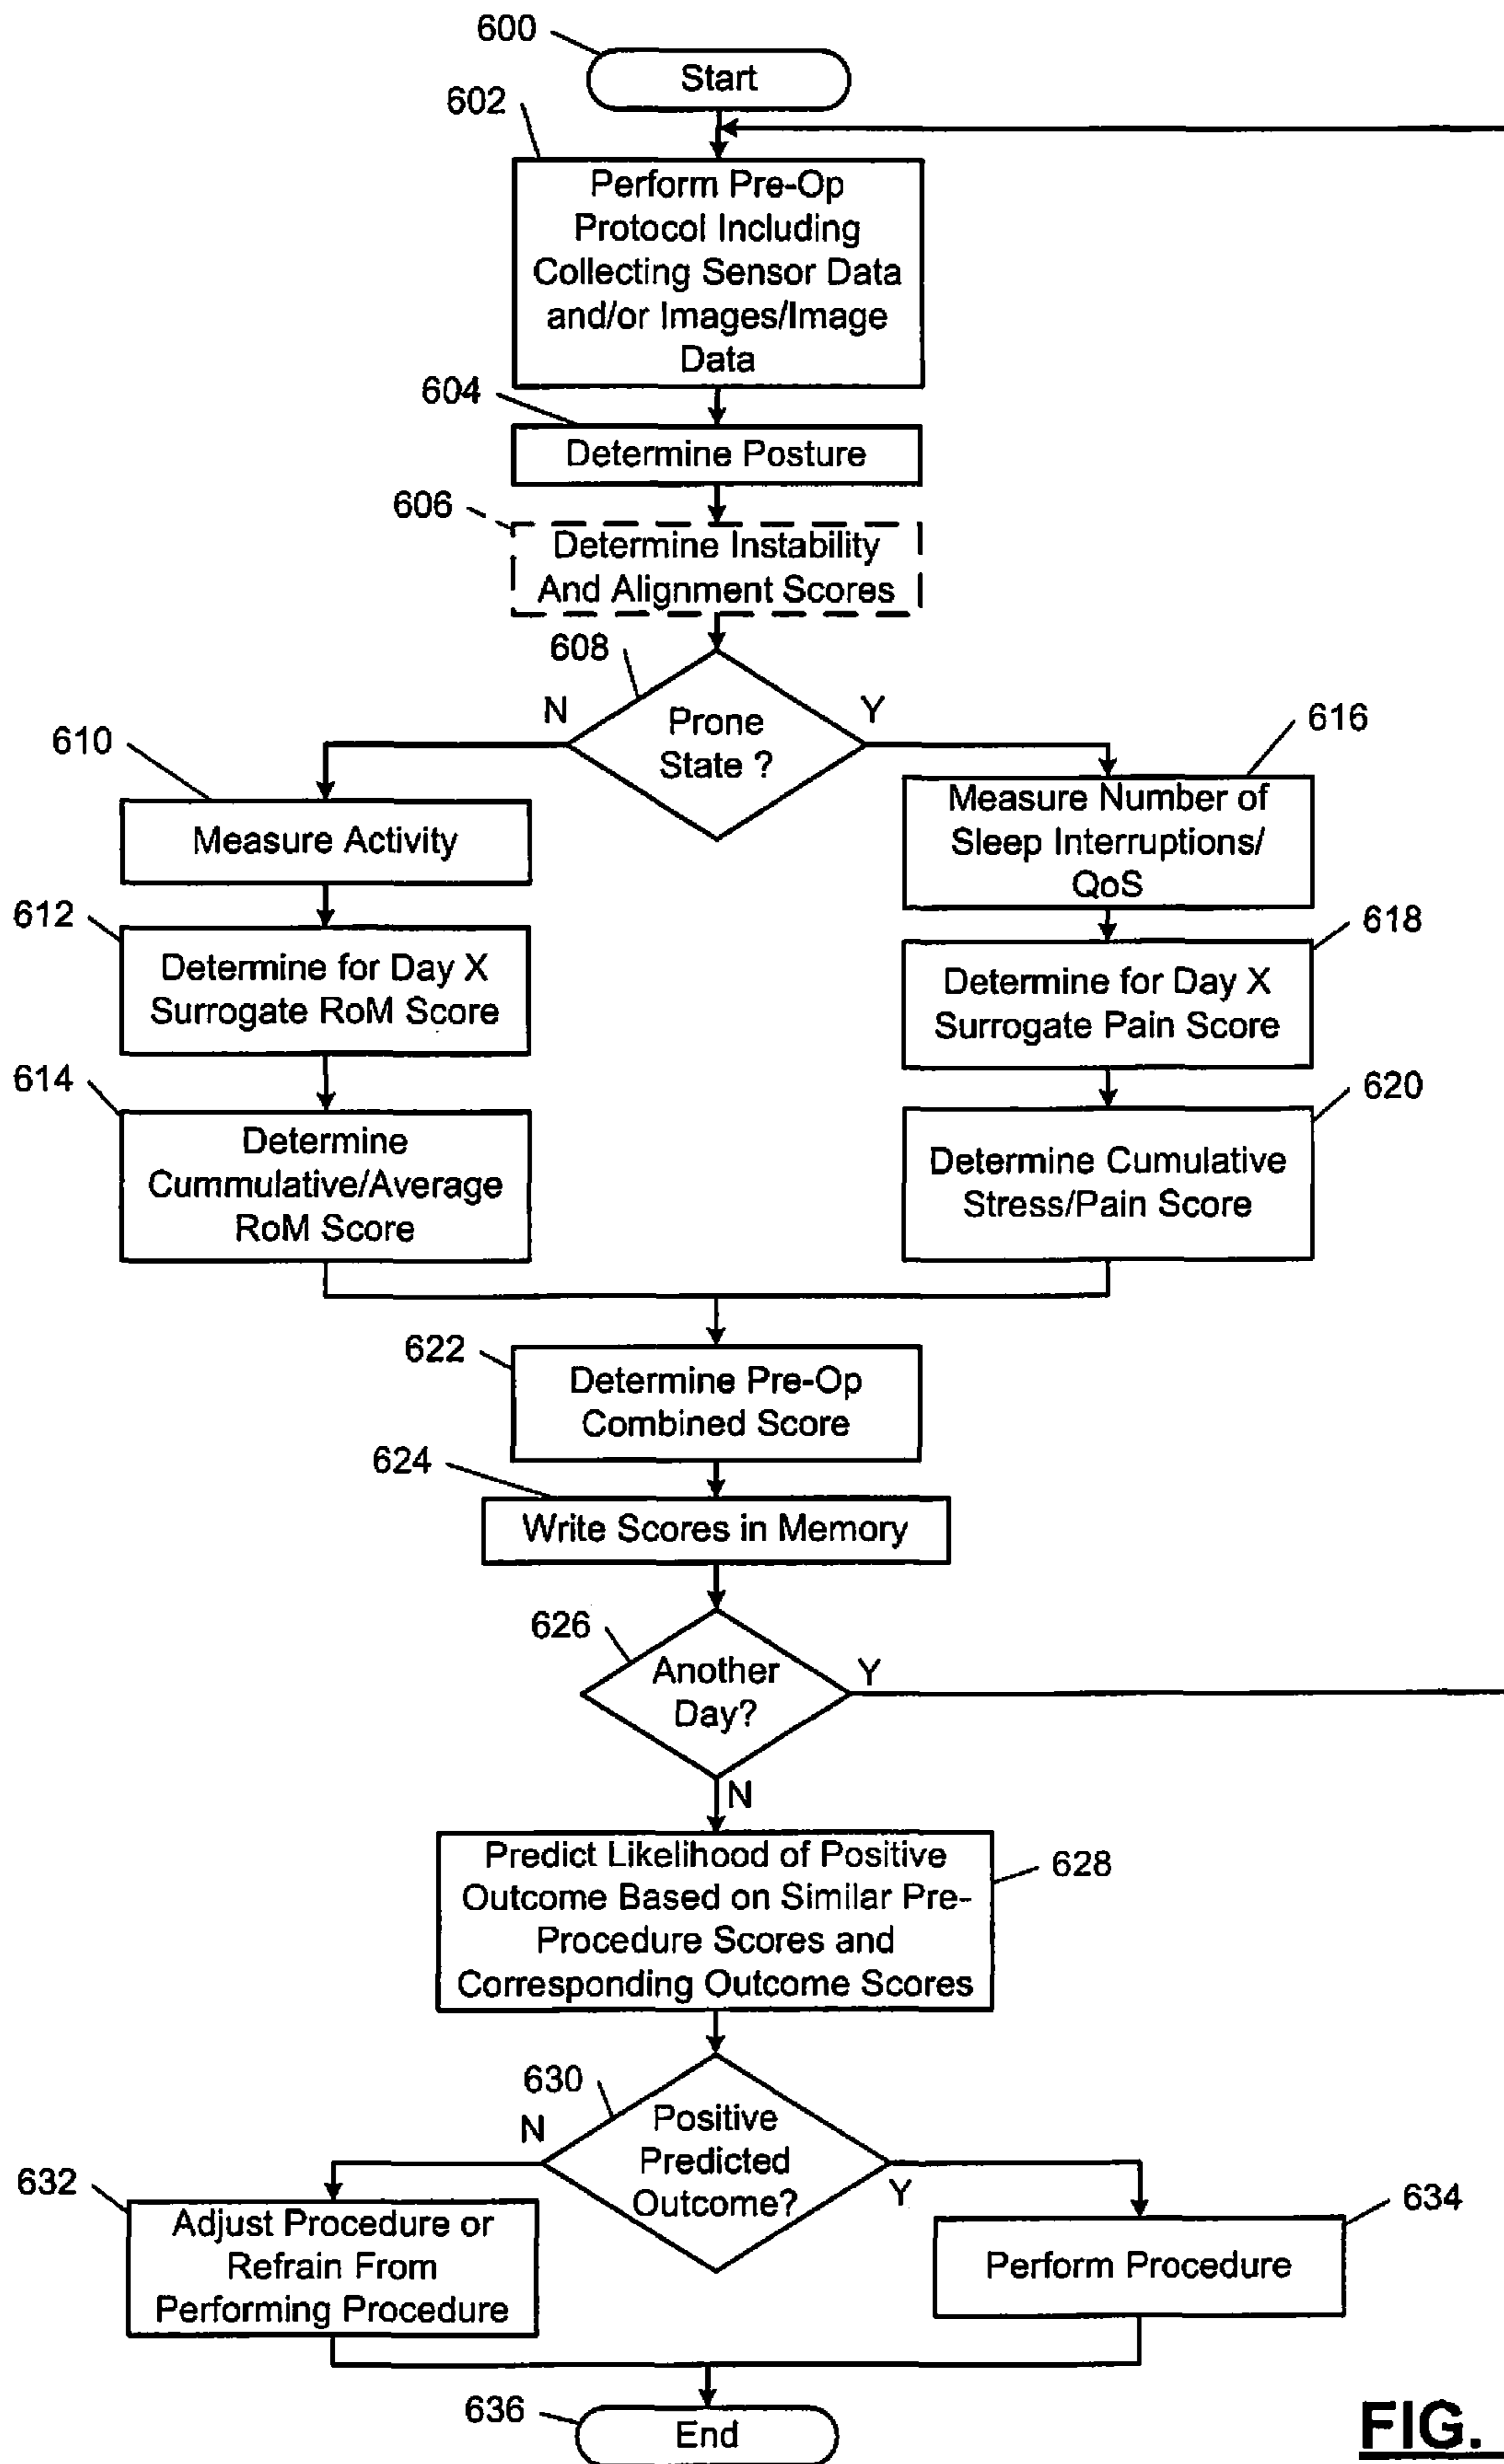 600
Start
602
Perform Pre-Op
Protocol Including
Collecting Sensor Data
and/or Images/Image
Data
604
Determine Posture
606
Determine Instability
And Alignment Scores
608
N
Y
Prone
State ?
610
Measure Activity
616
Measure Number of
Sleep Interruptions/
QoS
612
Determine for Day X
Surrogate RoM Score
618
Determine for Day X
Surrogate Pain Score
614
Determine
Cummulative/Average
RoM Score
620
Determine Cumulative
Stress/Pain Score
622
Determine Pre-Op
Combined Score
624
Write Scores in Memory
626
Another
Day?
Y
N
Predict Likelihood of Positive
Outcome Based on Similar Pre-
Procedure Scores and
Corresponding Outcome Scores
628
630
N
Positive
Predicted
Outcome?
Y
632
Adjust Procedure or
Refrain From
Performing Procedure
634
Perform Procedure
636
End
FIG.